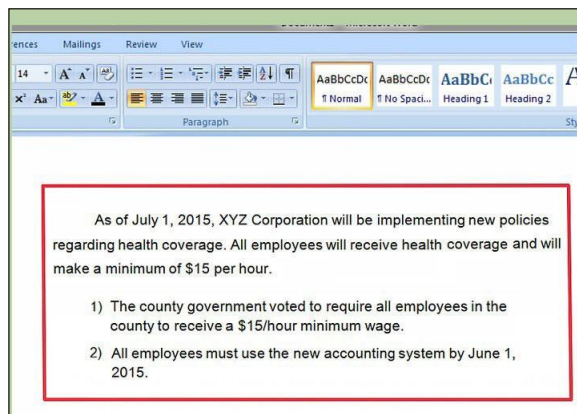 Mailings Review View
14 A A
x² Aa A ¶
AaBbCcDc AaBbCcDc AaBbC AaBbCc
¶ Normal ¶ No Spaci... Heading 1 Heading 2
Paragraph
As of July 1, 2015, XYZ Corporation will be implementing new policies
regarding health coverage. All employees will receive health coverage and will
make a minimum of $15 per hour.
1) The county government voted to require all employees in the
county to receive a $15/hour minimum wage.
2) All employees must use the new accounting system by June 1,
2015.